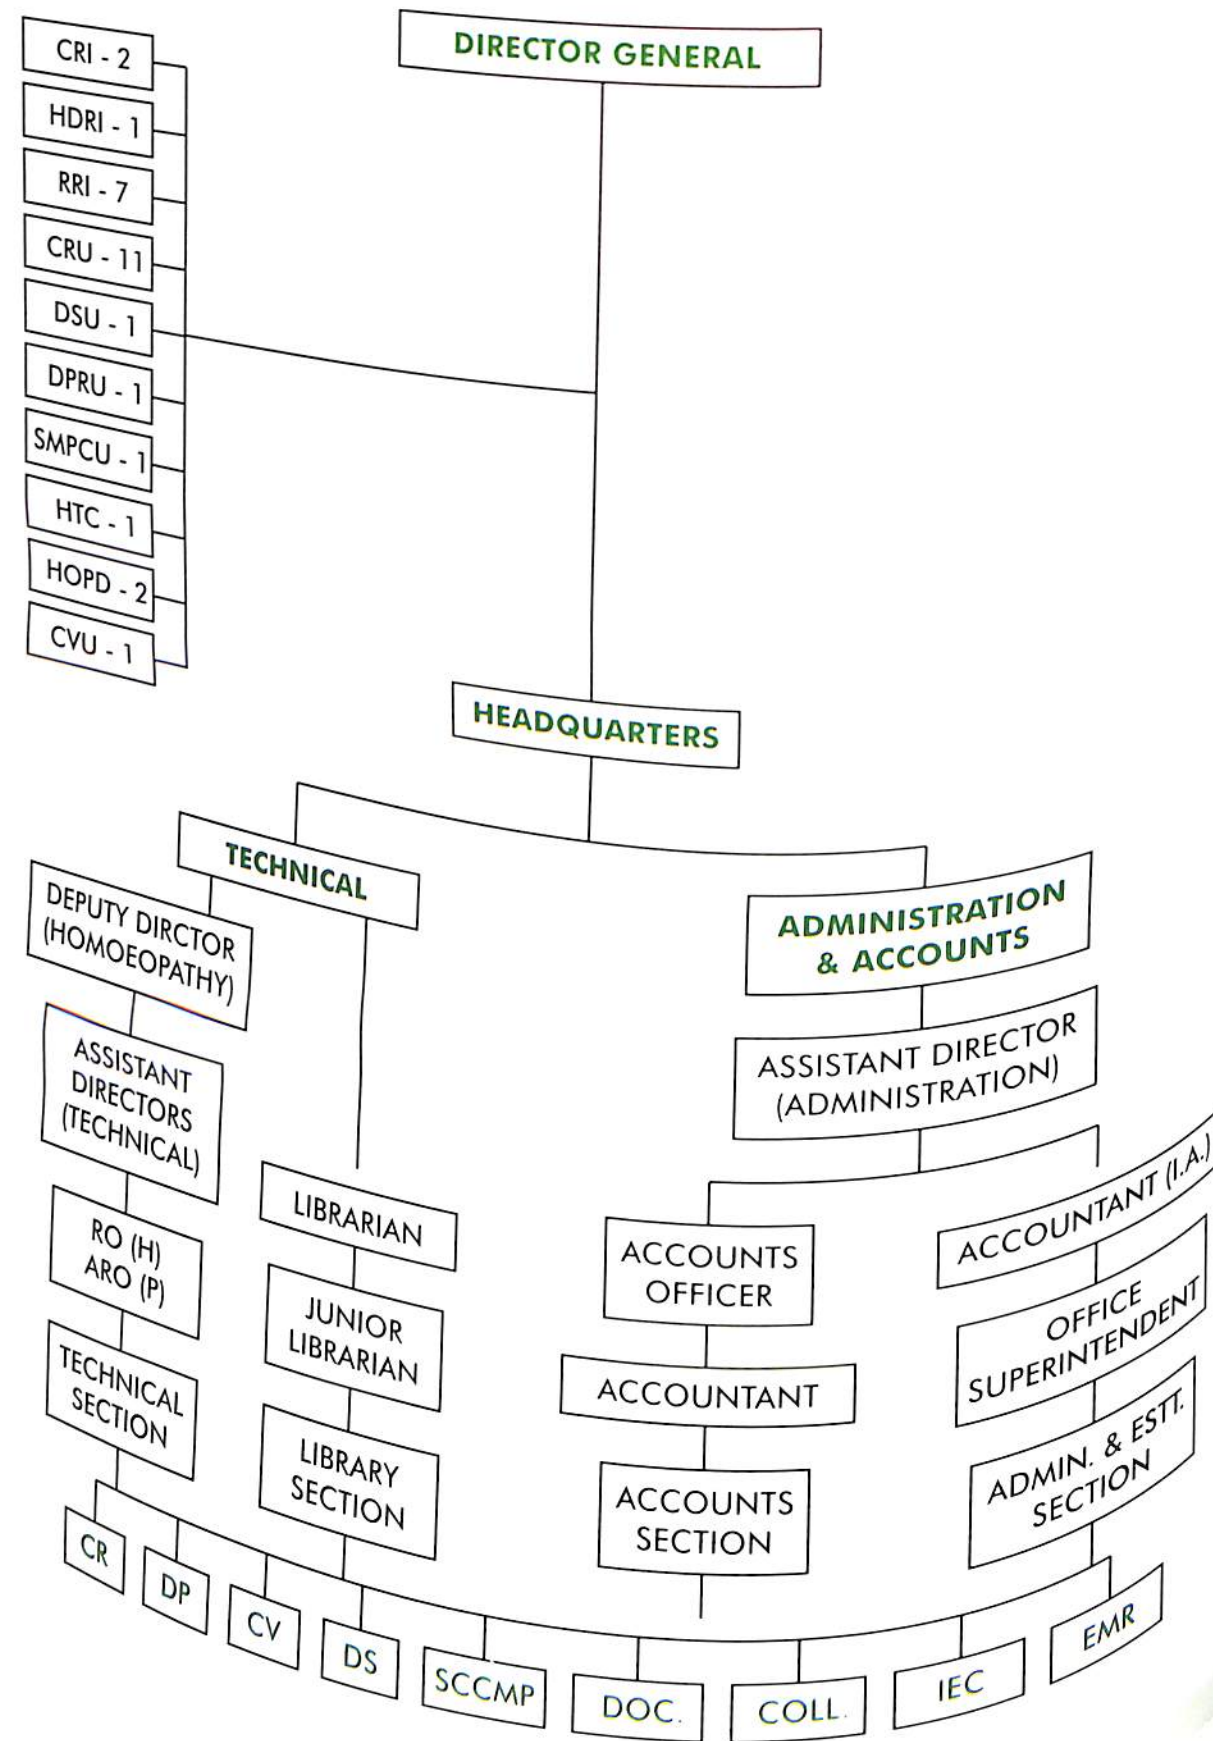 DIRECTOR GENERAL
CRI - 2
HDRI - 1
RRI - 7
CRU - 11
DSU - 1
DPRU - 1
SMPCU - 1
HTC - 1
HOPD - 2
CVU - 1
HEADQUARTERS
TECHNICAL
ADMINISTRATION
& ACCOUNTS
DEPUTY DIRCTOR
(HOMOEOPATHY)
ASSISTANT DIRECTOR
(ADMINISTRATION)
ASSISTANT
DIRECTORS
(TECHNICAL)
RO (H)
ARO (P)
TECHNICAL
SECTION
LIBRARIAN
JUNIOR
LIBRARIAN
LIBRARY
SECTION
ACCOUNTS
OFFICER
ACCOUNTANT
ACCOUNTS
SECTION
ACCOUNTANT (I.A.)
OFFICE
SUPERINTENDENT
ADMIN. & ESTT.
SECTION
CR
DP
CV
DS
SCCMP
DOC.
COLL.
IEC
EMR